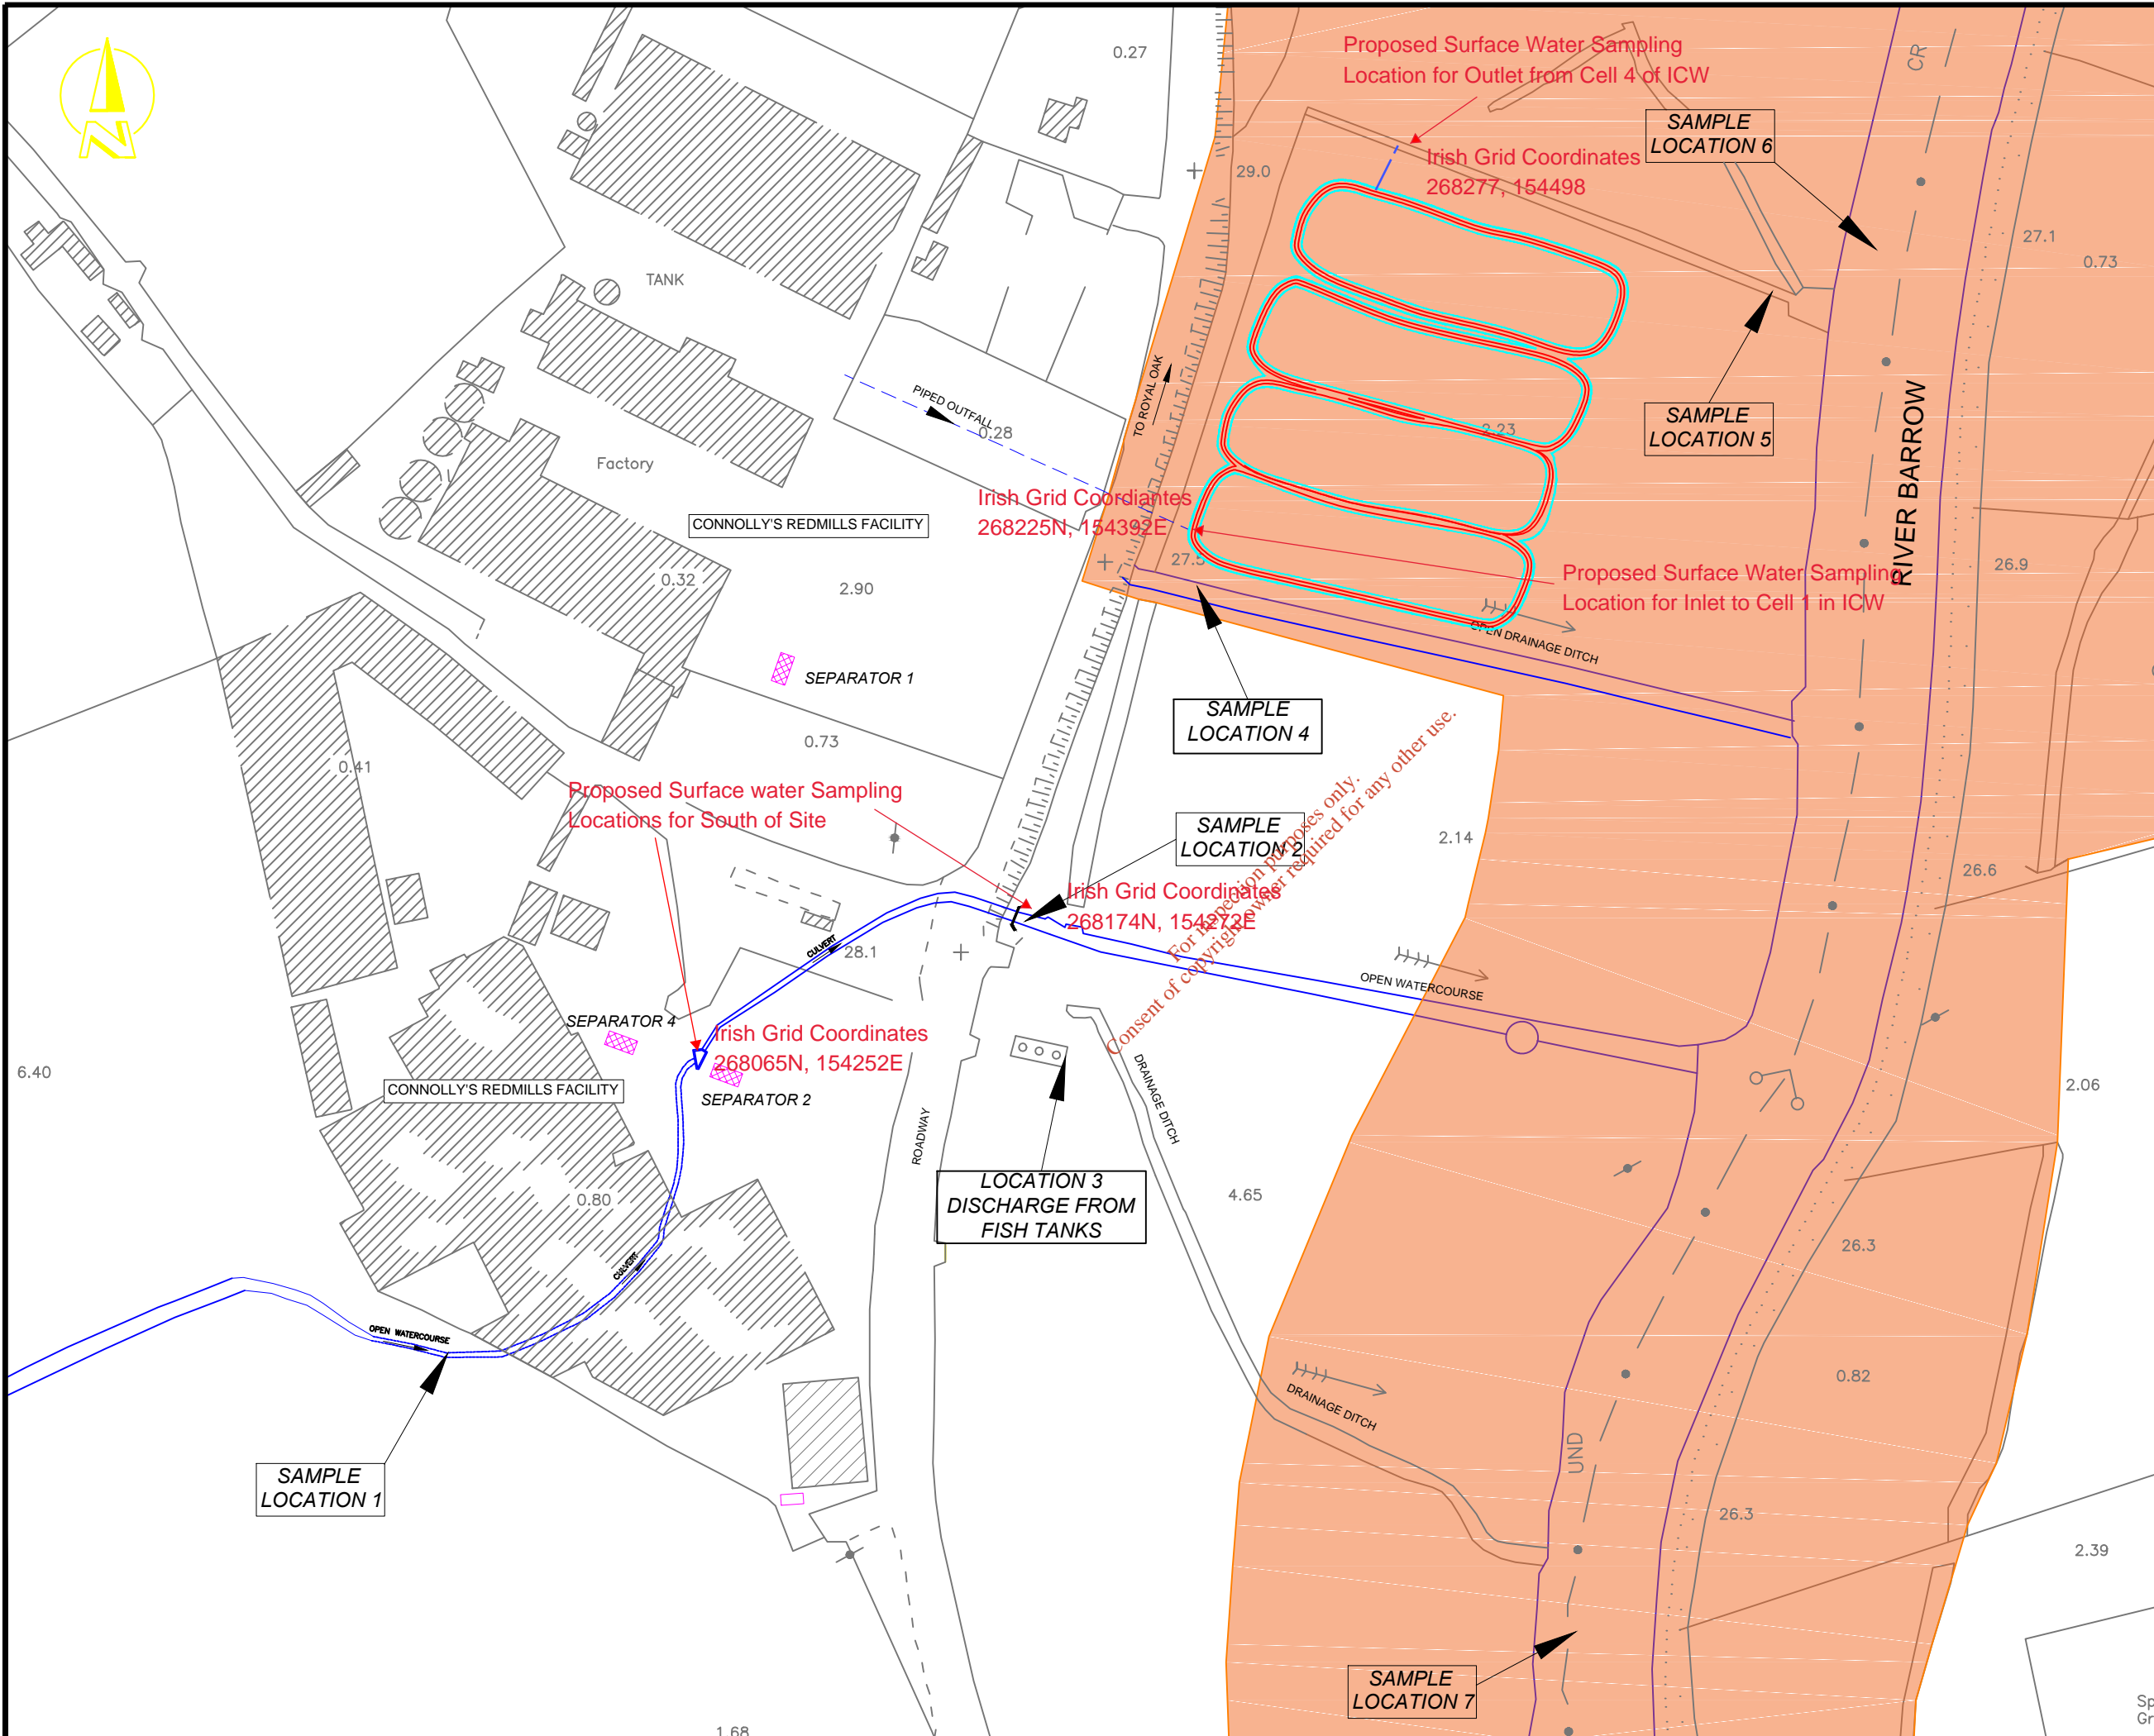 N
0.27
Proposed Surface Water Sampling
Location for Outlet from Cell 4 of ICW
CR
SAMPLE
LOCATION 6
Irish Grid Coordinates
268277, 154498
29.0
27.1
0.73
TANK
TO ROYAL OAK
PIPED OUTFALL
0.28
2.23
SAMPLE
LOCATION 5
RIVER BARROW
Factory
Irish Grid Coordiantes
268225N, 154392E
CONNOLLY'S REDMILLS FACILITY
27.5
0.32
2.90
26.9
Proposed Surface Water Sampling
Location for Inlet to Cell 1 in ICW
OPEN DRAINAGE DITCH
SEPARATOR 1
SAMPLE
LOCATION 4
0.73
0.41
Proposed Surface water Sampling
Locations for South of Site
SAMPLE
LOCATION 2
2.14
26.6
For inspection purposes only.
Consent of copyright owner required for any other use.
Irish Grid Coordinates
268174N, 154272E
CULVERT
28.1
OPEN WATERCOURSE
SEPARATOR 4
Irish Grid Coordinates
268065N, 154252E
6.40
CONNOLLY'S REDMILLS FACILITY
SEPARATOR 2
DRAINAGE DITCH
2.06
ROADWAY
LOCATION 3
DISCHARGE FROM
FISH TANKS
4.65
0.80
26.3
CULVERT
OPEN WATERCOURSE
0.82
DRAINAGE DITCH
UND
SAMPLE
LOCATION 1
26.3
2.39
SAMPLE
LOCATION 7
Sp
Gr
1.68